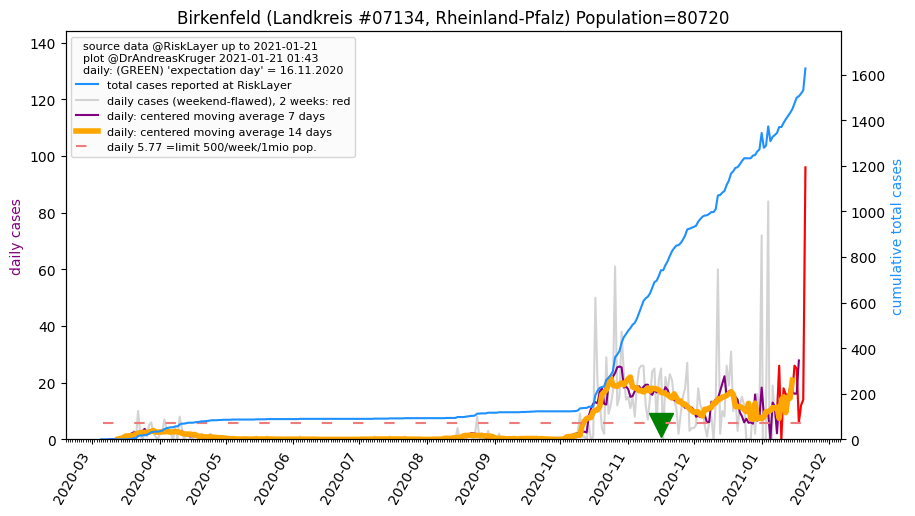 Birkenfeld (Landkreis #07134, Rheinland-Pfalz) Population=80720
source data @RiskLayer up to 2021-01-21
plot @DrAndreasKruger 2021-01-21 01:43
daily: (GREEN) 'expectation day' = 16.11.2020
total cases reported at RiskLayer
daily cases (weekend-flawed), 2 weeks: red
daily: centered moving average 7 days
daily: centered moving average 14 days
daily 5.77 =limit 500/week/1mio pop.
daily cases
140
120
100
80
60
40
20
0
1600
1400
1200
1000
800
600
400
200
0
cumulative total cases
2020-03
2020-04
2020-05
2020-06
2020-07
2020-08
2020-09
2020-10
2020-11
2020-12
2021-01
2021-02